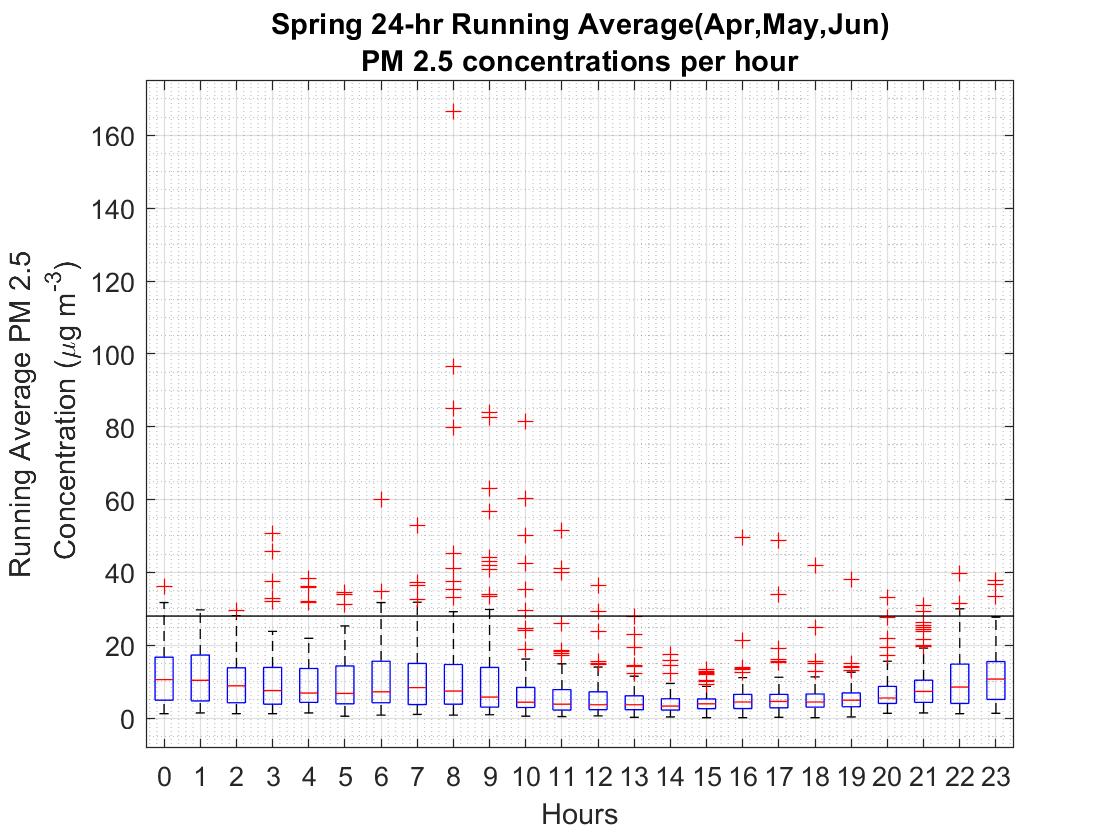 Spring 24-hr Running Average(Apr,May,Jun)
PM 2.5 concentrations per hour
Running Average PM 2.5
Concentration (μg m⁻³)
160
140
120
100
80
60
40
20
0
0 1 2 3 4 5 6 7 8 9 10 11 12 13 14 15 16 17 18 19 20 21 22 23
Hours